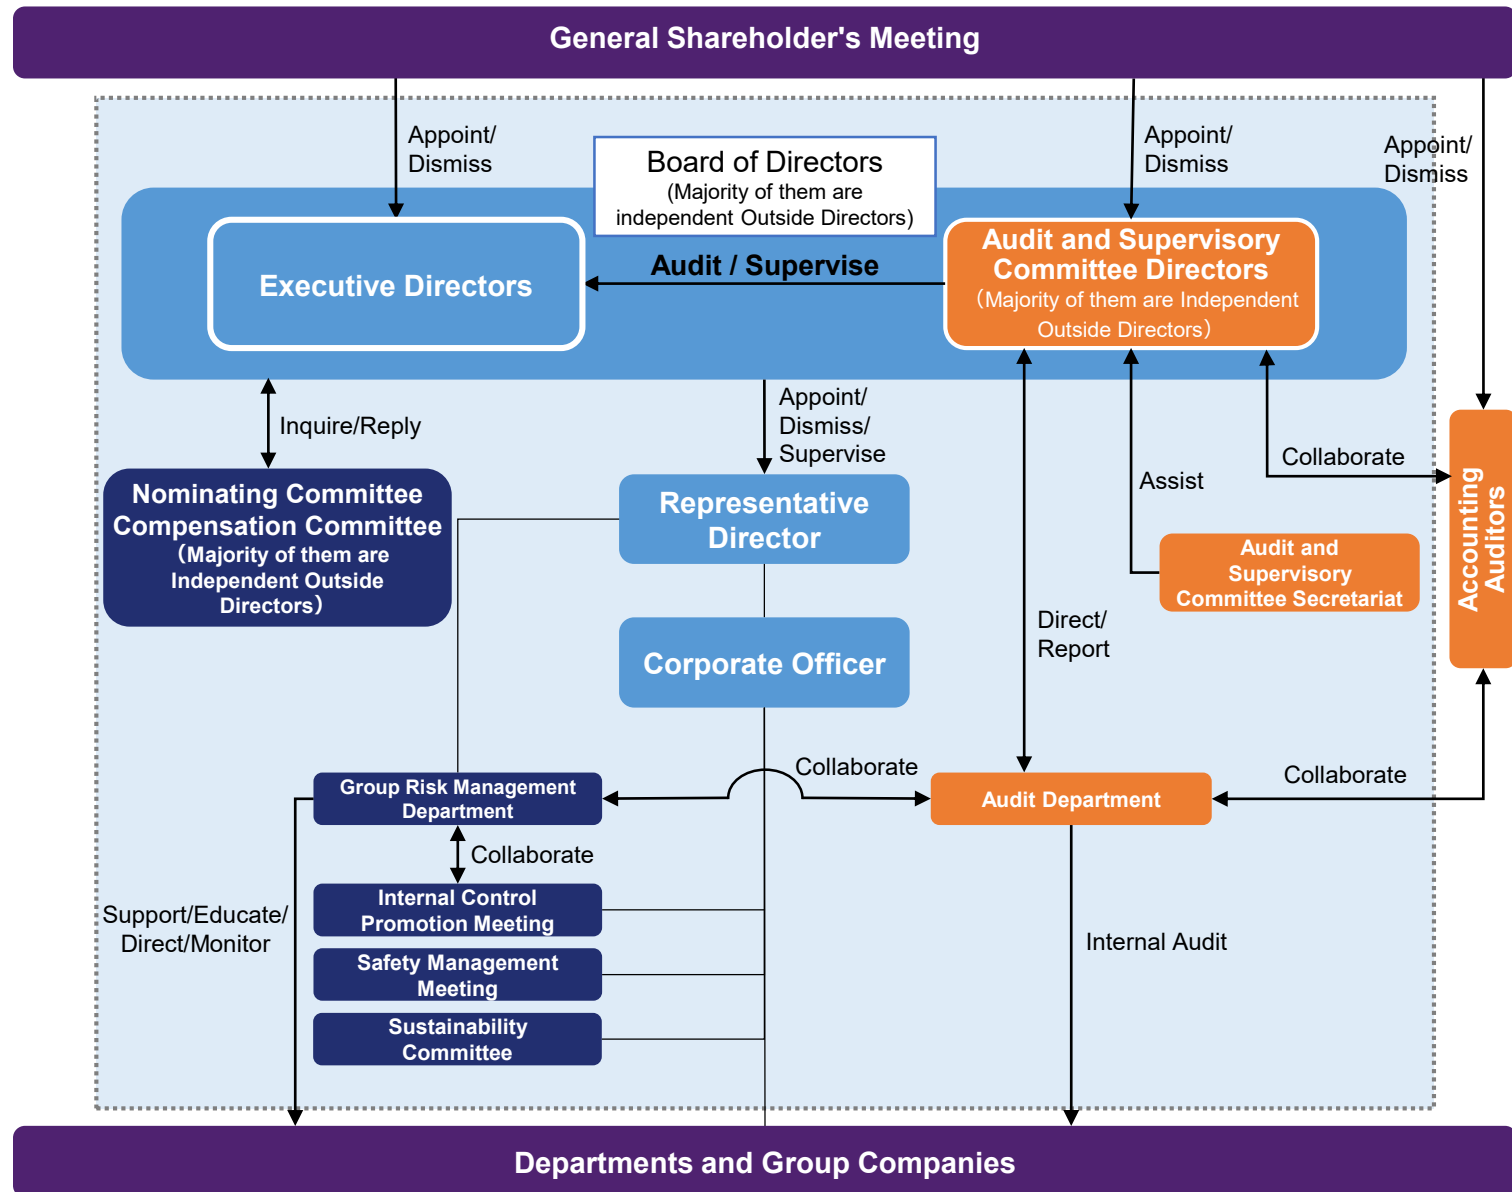 General Shareholder's Meeting
Appoint/
Dismiss
Appoint/
Dismiss
Appoint/
Dismiss
Board of Directors
(Majority of them are
independent Outside Directors)
Executive Directors
Audit / Supervise
Audit and Supervisory
Committee Directors
（Majority of them are Independent
Outside Directors）
Inquire/Reply
Appoint/
Dismiss/
Supervise
Collaborate
Assist
Nominating Committee
Compensation Committee
（Majority of them are
Independent Outside
Directors）
Representative
Director
Accounting
Auditors
Audit and
Supervisory
Committee Secretariat
Direct/
Report
Corporate Officer
Collaborate
Collaborate
Group Risk Management
Department
Audit Department
Collaborate
Internal Control
Promotion Meeting
Support/Educate/
Direct/Monitor
Internal Audit
Safety Management
Meeting
Sustainability
Committee
Departments and Group Companies